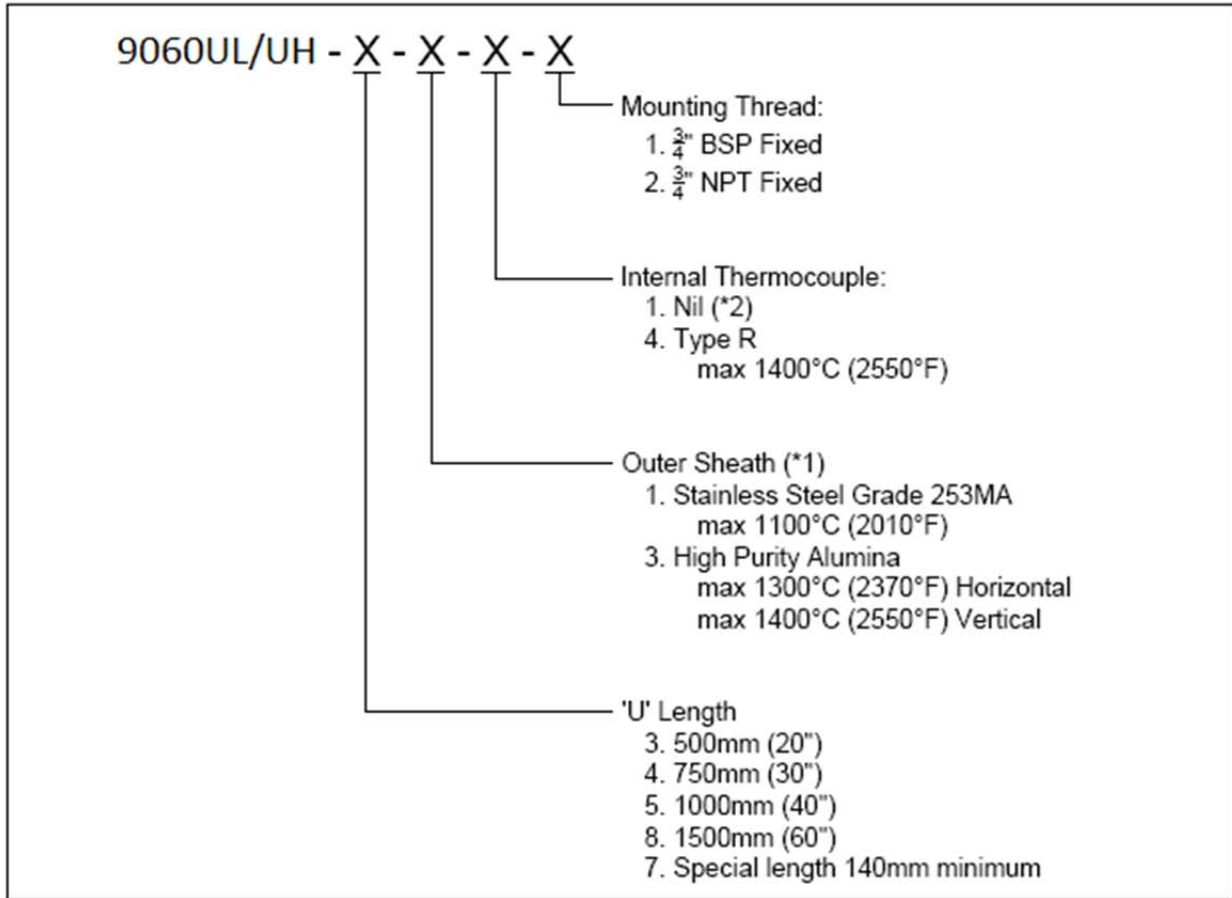 9060UL/UH - X - X - X - X
Mounting Thread:
1. 3/4" BSP Fixed
2. 3/4" NPT Fixed
Internal Thermocouple:
1. Nil (*2)
4. Type R
max 1400°C (2550°F)
Outer Sheath (*1)
1. Stainless Steel Grade 253MA
max 1100°C (2010°F)
3. High Purity Alumina
max 1300°C (2370°F) Horizontal
max 1400°C (2550°F) Vertical
'U' Length
3. 500mm (20")
4. 750mm (30")
5. 1000mm (40")
8. 1500mm (60")
7. Special length 140mm minimum